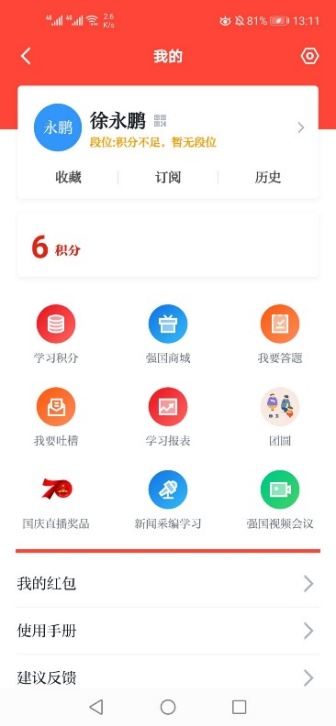 4G 4G 2.6 K/s 81% 13:11
我的
永鹏 徐永鹏
段位:积分不足，暂无段位
收藏 订阅 历史
6 积分
学习积分 强国商城 我要答题
我要吐槽 学习报表 团圆
国庆直播奖品 新闻采编学习 强国视频会议
我的红包
使用手册
建议反馈